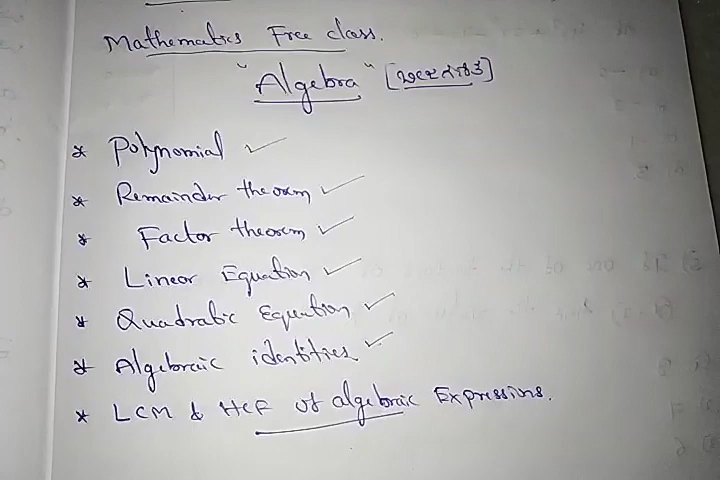 Mathematics Free class.
"Algebra" [ಬೀಜಗಣಿತ]
* Polynomial ✓
* Remainder theorem ✓
* Factor theorem ✓
* Linear Equation ✓
* Quadratic Equation ✓
* Algebraic identities ✓
* LCM & HCF of algebraic Expressions.